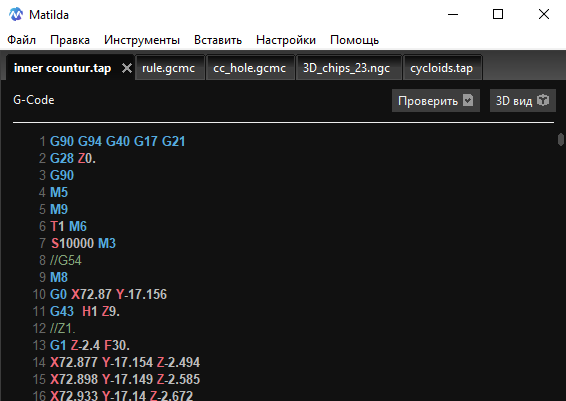 Matilda
Файл Правка Инструменты Вставить Настройки Помощь
inner countur.tap rule.gcmc cc_hole.gcmc 3D_chips_23.ngc cycloids.tap
G-Code Проверить 3D вид
1 G90 G94 G40 G17 G21
2 G28 Z0.
3 G90
4 M5
5 M9
6 T1 M6
7 S10000 M3
8 //G54
9 M8
10 G0 X72.87 Y-17.156
11 G43  H1 Z9.
12 //Z1.
13 G1 Z-2.4 F30.
14 X72.877 Y-17.154 Z-2.494
15 X72.898 Y-17.149 Z-2.585
16 X72.933 Y-17.14 Z-2.672